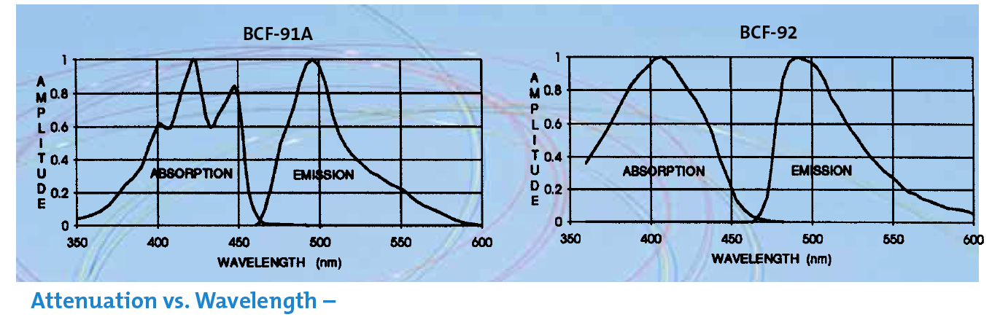 BCF-91A
A
M
P
L
I
T
U
D
E
1
0.8
0.6
0.4
0.2
0
ABSORPTION EMISSION
350 400 450 500 550 600
WAVELENGTH (nm)
BCF-92
A
M
P
L
I
T
U
D
E
1
0.8
0.6
0.4
0.2
0
ABSORPTION EMISSION
350 400 450 500 550 600
WAVELENGTH (nm)
Attenuation vs. Wavelength –